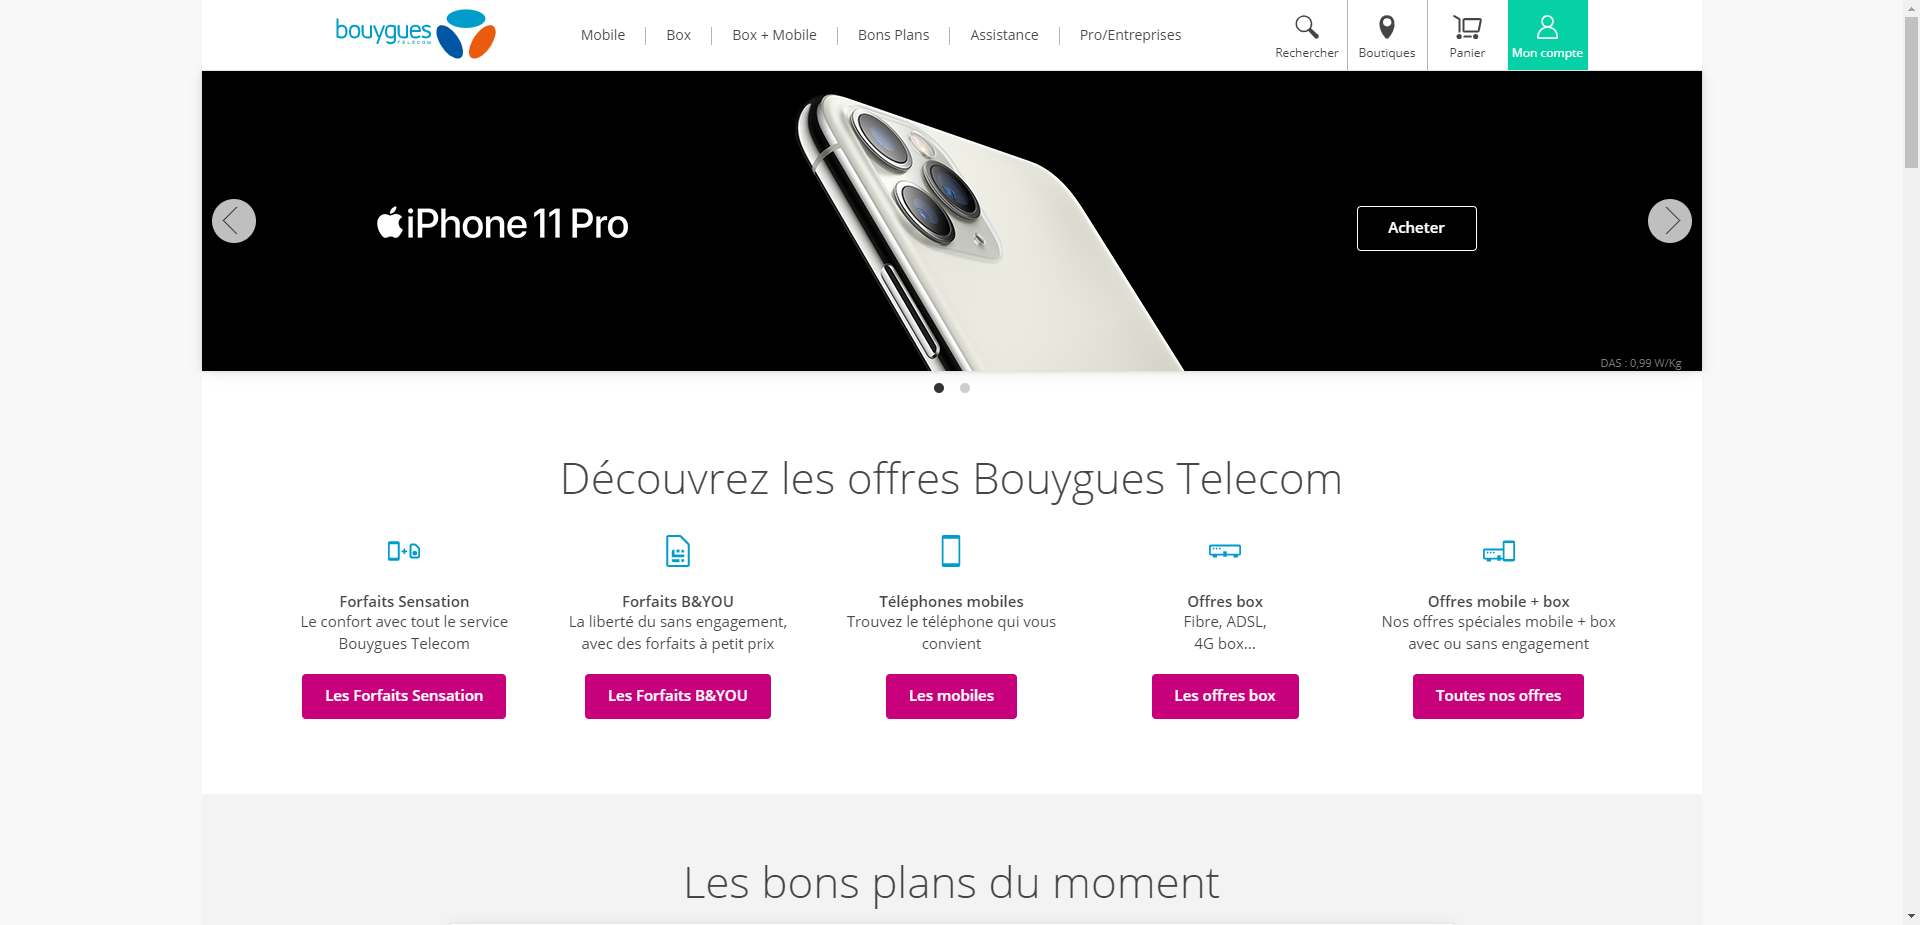 bouygues
TELECOM
Mobile
Box
Box + Mobile
Bons Plans
Assistance
Pro/Entreprises
Rechercher
Boutiques
Panier
Mon compte
iPhone 11 Pro
Acheter
DAS : 0,99 W/Kg
Découvrez les offres Bouygues Telecom
Forfaits Sensation
Le confort avec tout le service
Bouygues Telecom
Les Forfaits Sensation
Forfaits B&YOU
La liberté du sans engagement,
avec des forfaits à petit prix
Les Forfaits B&YOU
Téléphones mobiles
Trouvez le téléphone qui vous
convient
Les mobiles
Offres box
Fibre, ADSL,
4G box...
Les offres box
Offres mobile + box
Nos offres spéciales mobile + box
avec ou sans engagement
Toutes nos offres
Les bons plans du moment